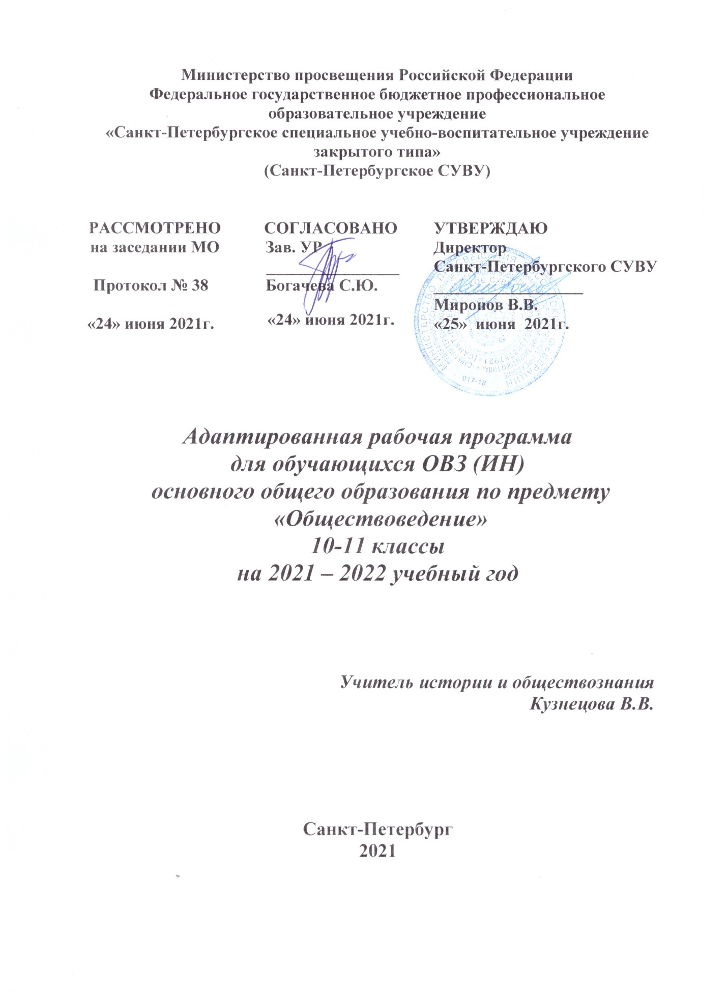 Министерство просвещения Российской Федерации
Федеральное государственное бюджетное профессиональное
образовательное учреждение
«Санкт-Петербургское специальное учебно-воспитательное учреждение
закрытого типа»
(Санкт-Петербургское СУВУ)
РАССМОТРЕНО
на заседании МО
Протокол № 38
«24» июня 2021г.
СОГЛАСОВАНО
Зав. УР
Богачева С.Ю.
«24» июня 2021г.
УТВЕРЖДАЮ
Директор
Санкт-Петербургского СУВУ
Миронов В.В.
«25» июня 2021г.
017-18
Адаптированная рабочая программа
для обучающихся ОВЗ (ИН)
основного общего образования по предмету
«Обществоведение»
10-11 классы
на 2021 – 2022 учебный год
Учитель истории и обществознания
Кузнецова В.В.
Санкт-Петербург
2021